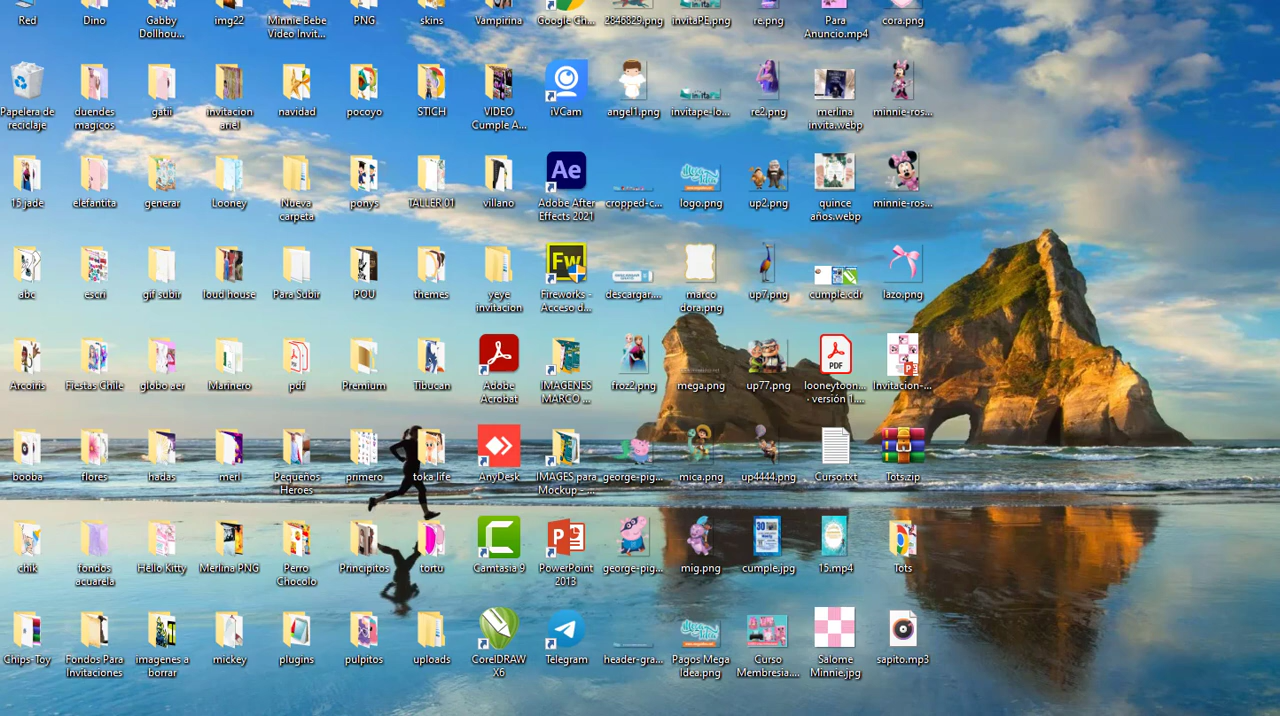 Red
Dino
Gabby
Dollhou...
img22
Minnie Bebe
Video Invit...
PNG
skins
Vampirina
Google Ch...
2846829.png
invitaPE.png
re.png
Para
Anuncio.mp4
cora.png
Papelera de
reciclaje
duendes
magicos
gatii
invitacion
ariel
navidad
pocoyo
STICH
VIDEO
Cumple A...
iVCam
angel1.png
invitape-lo...
re2.png
merlina
invita.webp
minnie-ros...
15 jade
elefantita
generar
Looney
Nueva
carpeta
ponys
TALLER 01
villano
Ae
Adobe After
Effects 2021
cropped-c...
logo.png
up2.png
quince
años.webp
minnie-ros...
abc
escri
gif subir
loud house
Para Subir
POU
themes
yeye
invitacion
Fw
Fireworks -
Acceso d...
descargar...
marco
dora.png
up7.png
cumple.cdr
lazo.png
Arcoiris
Fiestas Chile
globo aer
Marinero
pdf
Premium
Tibucan
Adobe
Acrobat
IMAGENES
MARCO ...
froz2.png
mega.png
up77.png
PDF
looneytoon...
· versión 1....
Invitacion-...
booba
flores
hadas
merl
Pequeños
Heroes
primero
toka life
AnyDesk
IMAGES para
Mockup - ...
george-pig...
mica.png
up4444.png
Curso.txt
Tots.zip
chik
fondos
acuarela
Hello Kitty
Merlina PNG
Perro
Chocolo
Principitos
tortu
Camtasia 9
PowerPoint
2013
george-pig...
mig.png
cumple.jpg
15.mp4
Tots
Chips-Toy
Fondos Para
Invitaciones
imagenes a
borrar
mickey
plugins
pulpitos
uploads
CorelDRAW
X6
Telegram
header-gra...
Pagos Mega
Idea.png
Curso
Membresia....
Salome
Minnie.jpg
sapito.mp3